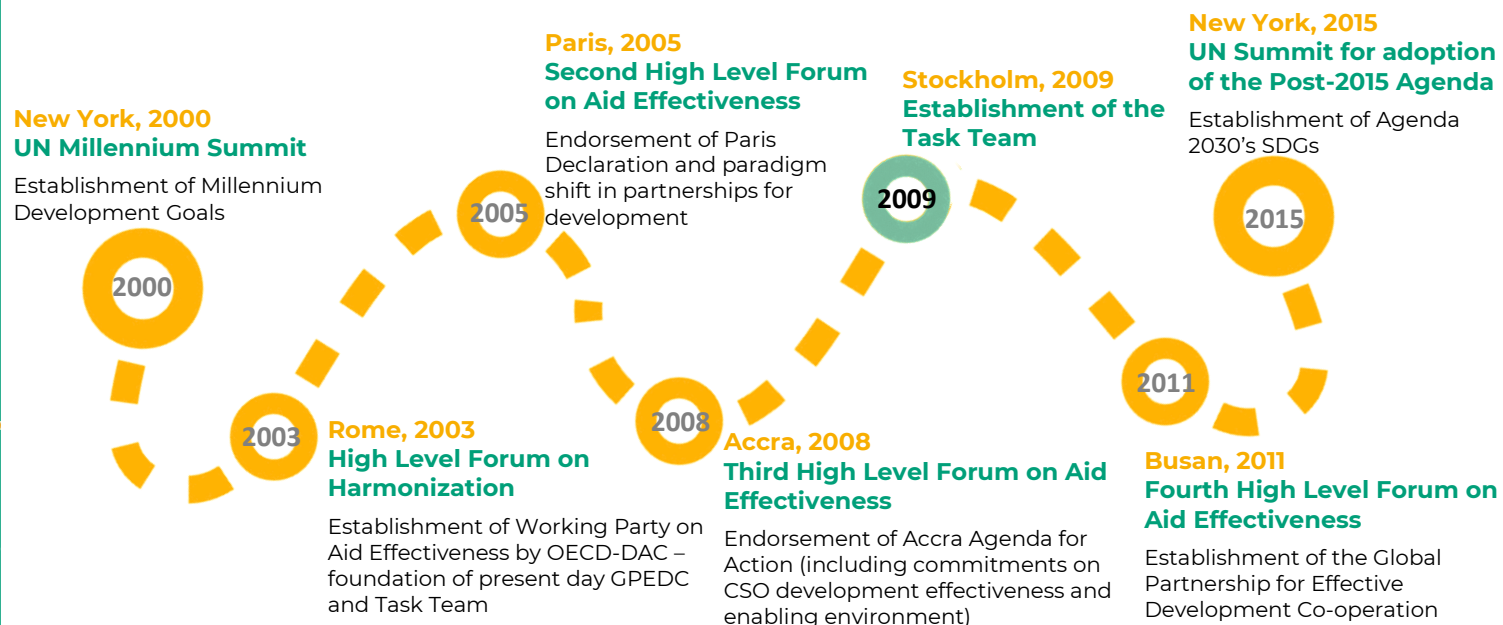 New York, 2000
UN Millennium Summit
Establishment of Millennium
Development Goals
2000
2003
Rome, 2003
High Level Forum on
Harmonization
Establishment of Working Party on
Aid Effectiveness by OECD-DAC –
foundation of present day GPEDC
and Task Team
Paris, 2005
Second High Level Forum
on Aid Effectiveness
Endorsement of Paris
Declaration and paradigm
shift in partnerships for
development
2005
2008
Accra, 2008
Third High Level Forum on Aid
Effectiveness
Endorsement of Accra Agenda for
Action (including commitments on
CSO development effectiveness and
enabling environment)
Stockholm, 2009
Establishment of the
Task Team
2009
2011
Busan, 2011
Fourth High Level Forum on
Aid Effectiveness
Establishment of the Global
Partnership for Effective
Development Co-operation
New York, 2015
UN Summit for adoption
of the Post-2015 Agenda
Establishment of Agenda
2030’s SDGs
2015